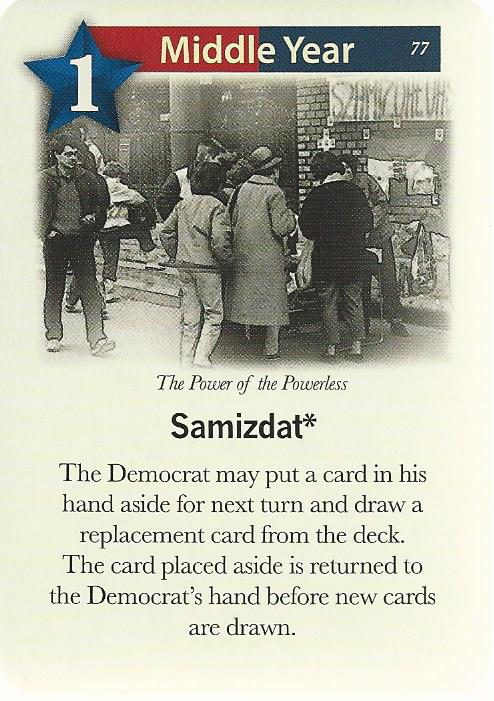 Middle Year
77
1
The Power of the Powerless
Samizdat*
The Democrat may put a card in his
hand aside for next turn and draw a
replacement card from the deck.
The card placed aside is returned to
the Democrat's hand before new cards
are drawn.